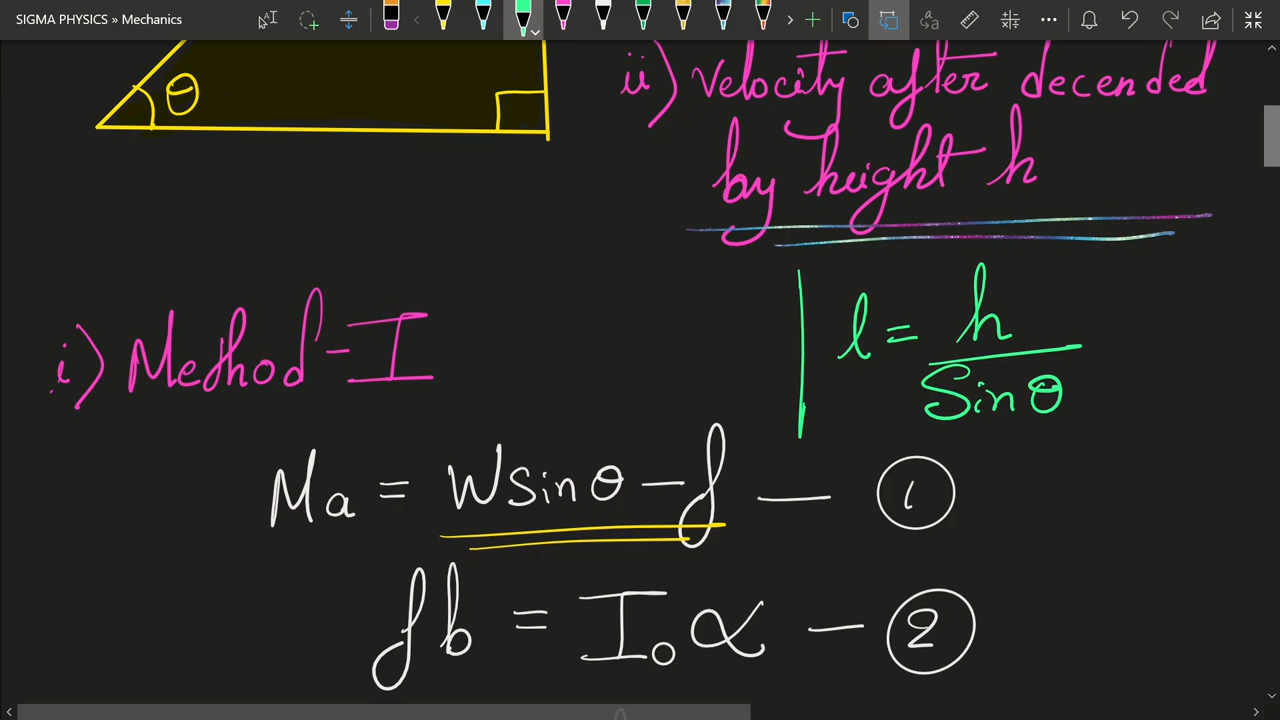 SIGMA PHYSICS » Mechanics
θ
ii) velocity after decended
by height h
l = h / Sinθ
i) Method - I
Ma = Wsinθ - f — 1
fb = I₀α — 2